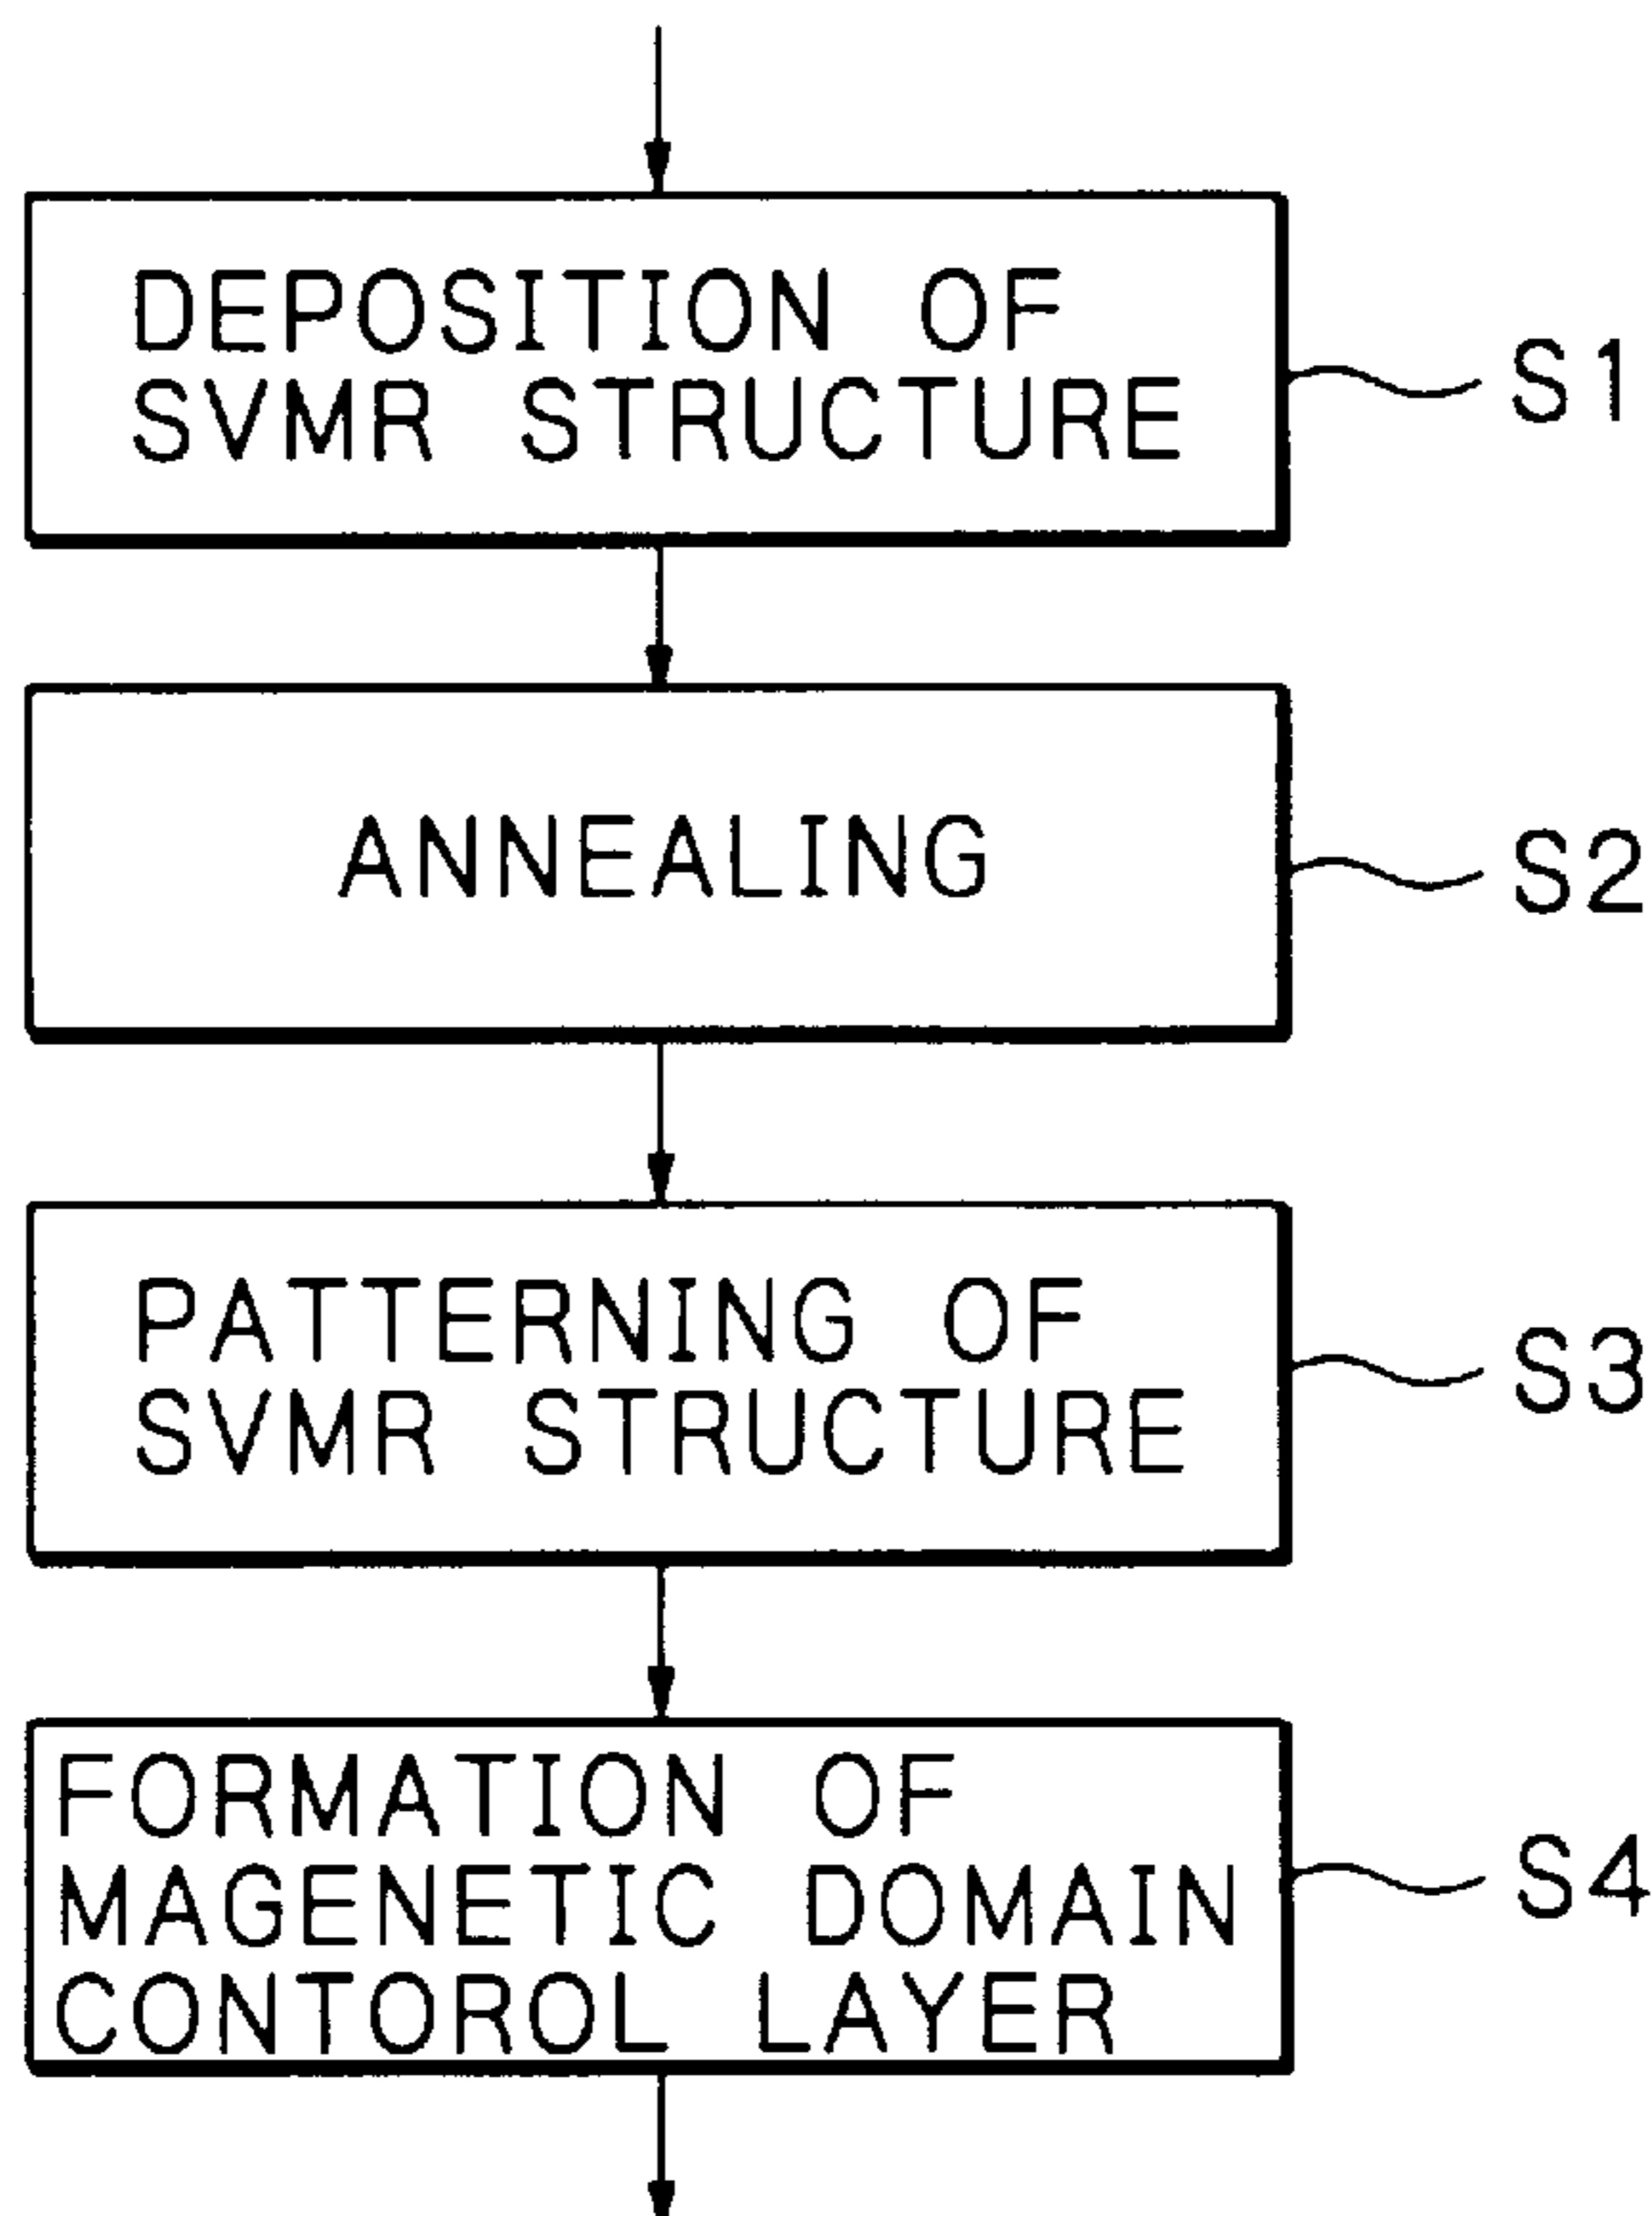 DEPOSITION OF
SVMR STRUCTURE
S1
ANNEALING
S2
PATTERNING OF
SVMR STRUCTURE
S3
FORMATION OF
MAGENETIC DOMAIN
CONTOROL LAYER
S4